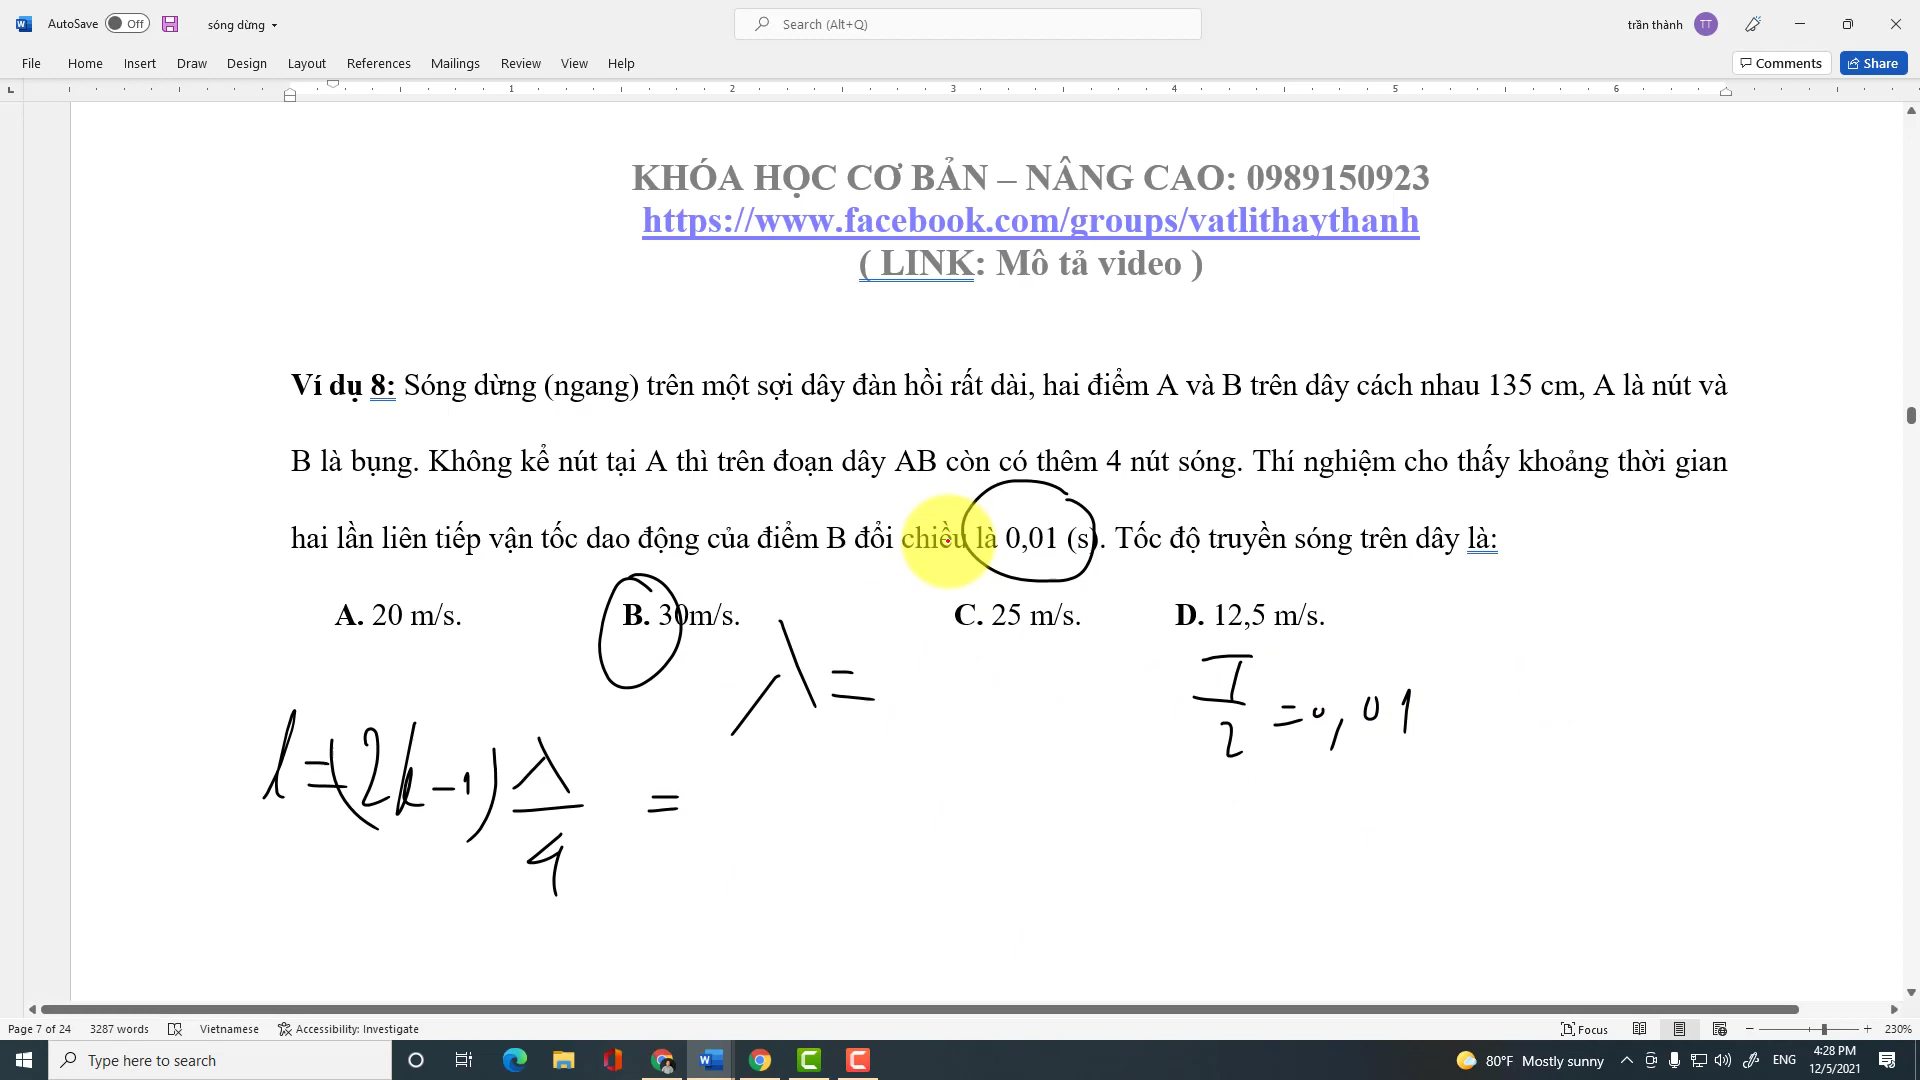 AutoSave Off sóng dừng Search (Alt+Q) trần thành TT
File Home Insert Draw Design Layout References Mailings Review View Help Comments Share
1 2 3 4 5 6
KHÓA HỌC CƠ BẢN – NÂNG CAO: 0989150923
https://www.facebook.com/groups/vatlithaythanh
( LINK: Mô tả video )
Ví dụ 8: Sóng dừng (ngang) trên một sợi dây đàn hồi rất dài, hai điểm A và B trên dây cách nhau 135 cm, A là nút và
B là bụng. Không kể nút tại A thì trên đoạn dây AB còn có thêm 4 nút sóng. Thí nghiệm cho thấy khoảng thời gian
hai lần liên tiếp vận tốc dao động của điểm B đổi chiều là 0,01 (s). Tốc độ truyền sóng trên dây là:
A. 20 m/s. B. 30m/s. C. 25 m/s. D. 12,5 m/s.
λ =
T/2 = 0,01
l = (2k-1) λ/4 =
Page 7 of 24 3287 words Vietnamese Accessibility: Investigate Focus 230%
Type here to search 80°F Mostly sunny ENG 4:28 PM
12/5/2021